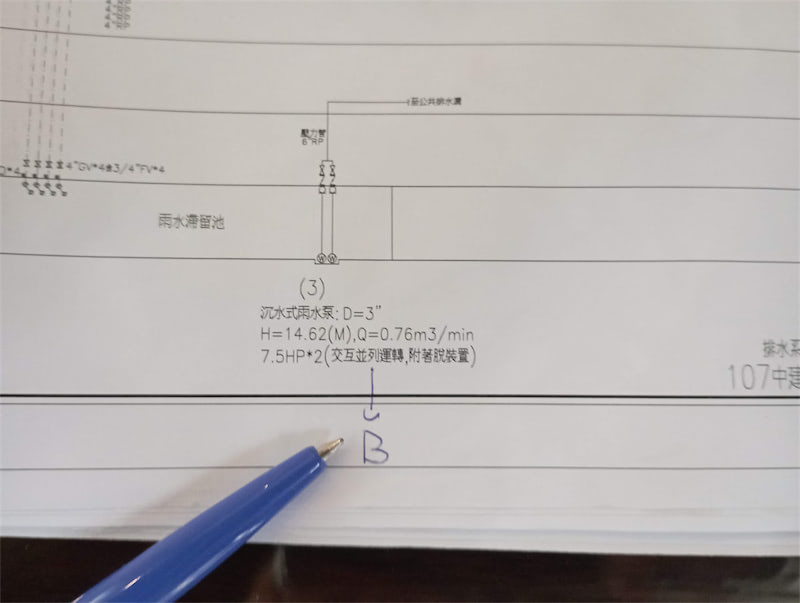 至公共排水溝
壓力管
6"RP
4"GV*4含3/4"FV*4
雨水滯留池
(3)
沉水式雨水泵: D=3"
H=14.62(M),Q=0.76m3/min
7.5HP*2(交互並列運轉,附著脫裝置)
排水系
107中建
B